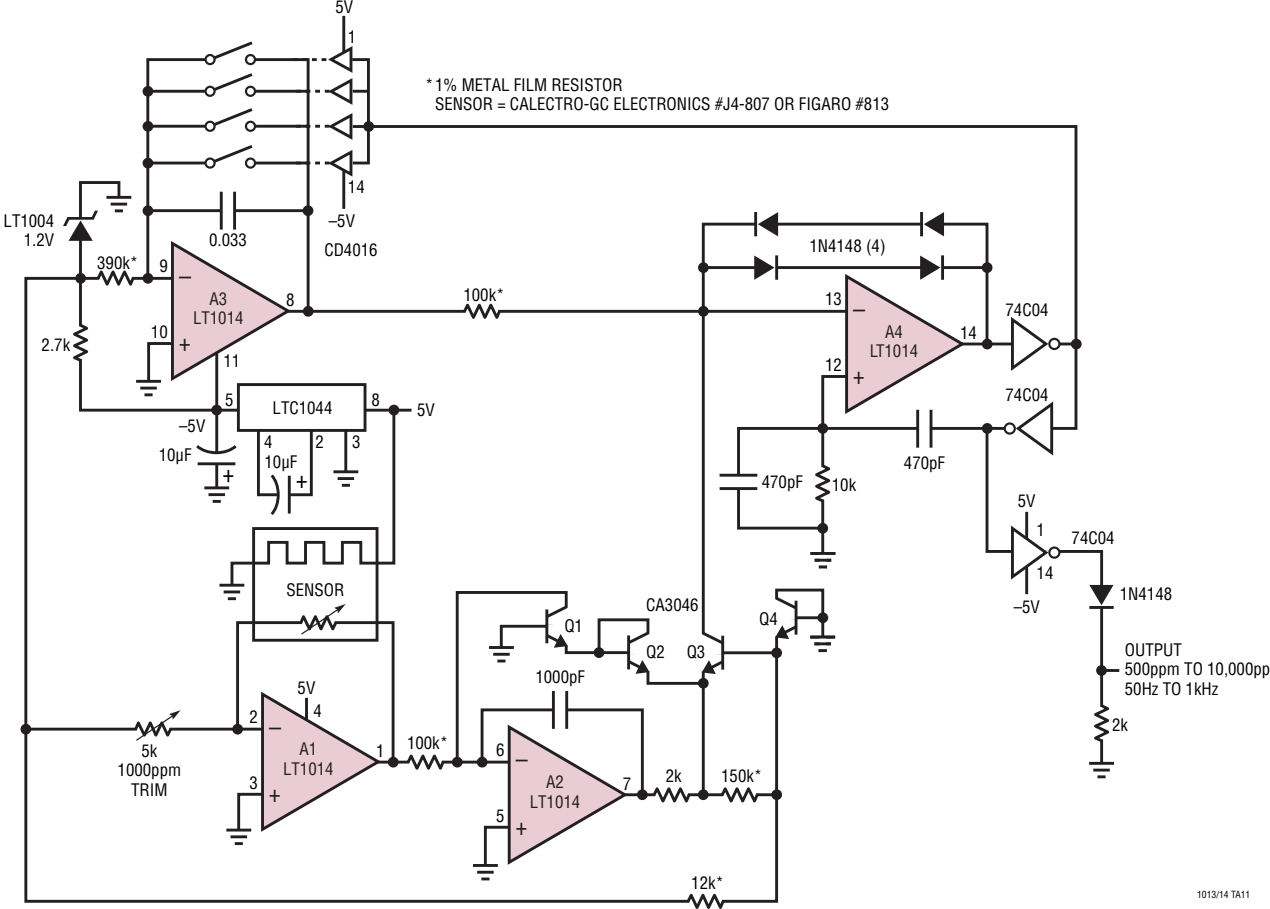 5V
1
* 1% METAL FILM RESISTOR
SENSOR = CALECTRO-GC ELECTRONICS #J4-807 OR FIGARO #813
14
–5V
CD4016
LT1004
1.2V
0.033
390k*
9
–
A3
LT1014
8
10
+
11
2.7k
100k*
1N4148 (4)
13
–
A4
LT1014
14
12
+
74C04
74C04
5
LTC1044
8
5V
–5V
4
2
3
10µF
+
10µF
+
470pF
470pF
10k
5V
1
74C04
14
–5V
1N4148
OUTPUT
500ppm TO 10,000pp
50Hz TO 1kHz
2k
SENSOR
CA3046
Q1
Q2
Q3
Q4
1000pF
5k
1000ppm
TRIM
5V
4
2
–
A1
LT1014
1
3
+
100k*
6
–
A2
LT1014
7
5
+
2k
150k*
12k*
1013/14 TA11